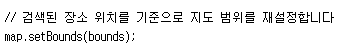 // 검색된 장소 위치를 기준으로 지도 범위를 재설정합니다
map.setBounds(bounds);